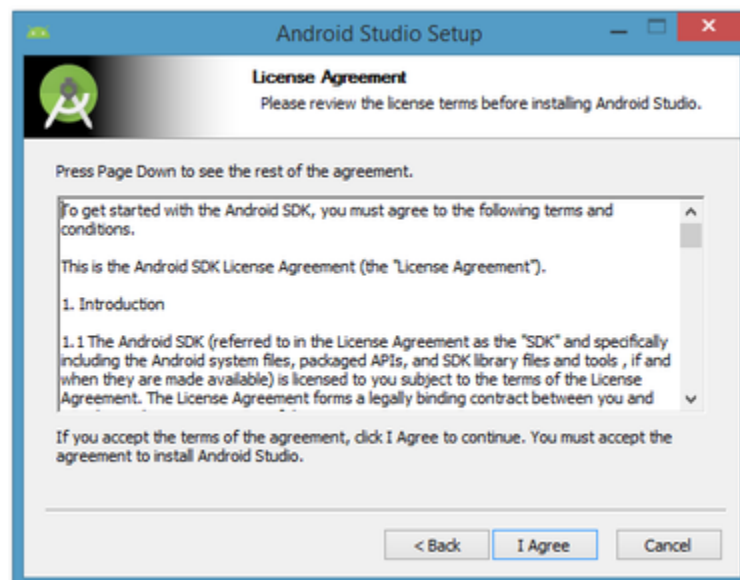 Android Studio Setup
License Agreement
Please review the license terms before installing Android Studio.
Press Page Down to see the rest of the agreement.
To get started with the Android SDK, you must agree to the following terms and
conditions.
This is the Android SDK License Agreement (the "License Agreement").
1. Introduction
1.1 The Android SDK (referred to in the License Agreement as the "SDK" and specifically
including the Android system files, packaged APIs, and SDK library files and tools , if and
when they are made available) is licensed to you subject to the terms of the License
Agreement. The License Agreement forms a legally binding contract between you and
If you accept the terms of the agreement, click I Agree to continue. You must accept the
agreement to install Android Studio.
< Back
I Agree
Cancel